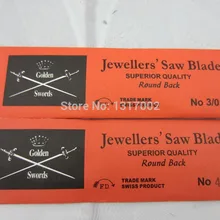 Golden
Swords
Jewellers' Saw Blade
SUPERIOR QUALITY
Round Back
No 3/0
TRADE MARK
SWISS PRODUCT
Store No: 1317002
Golden
Swords
Jewellers' Saw Blade
SUPERIOR QUALITY
Round Back
No 4
TRADE MARK
SWISS PRODUCT